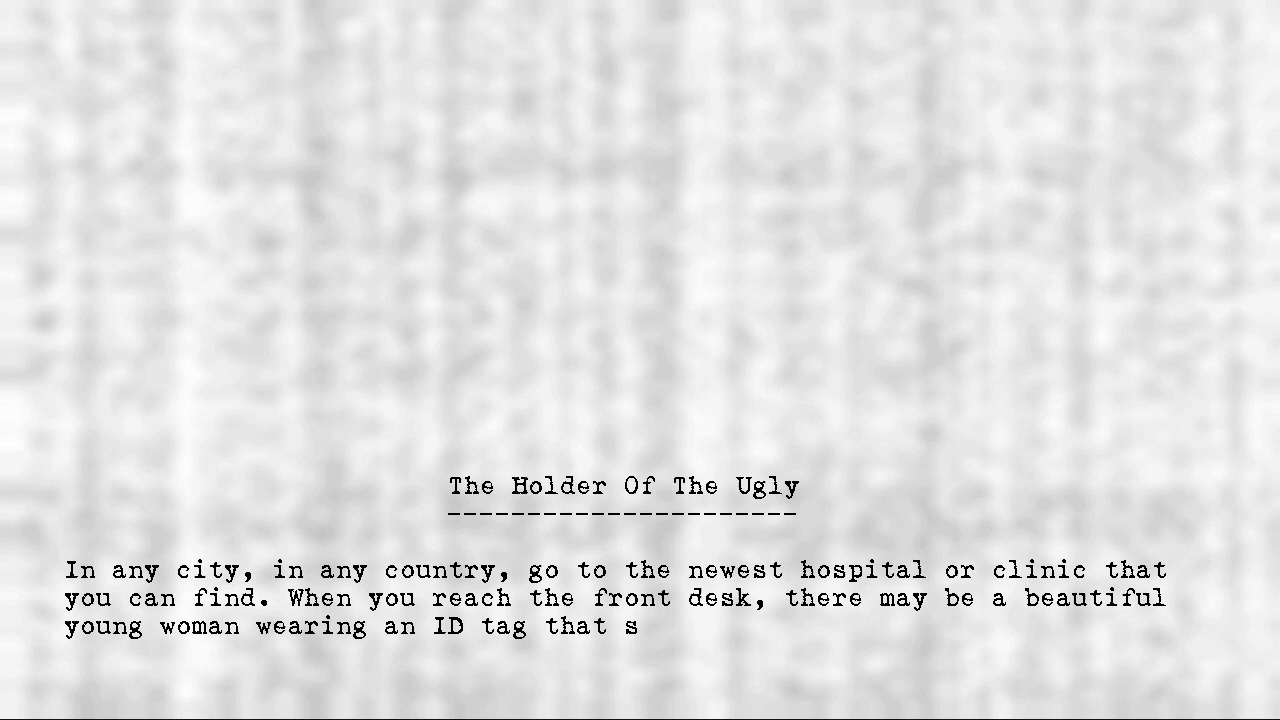 The Holder Of The Ugly
----------------------
In any city, in any country, go to the newest hospital or clinic that
you can find. When you reach the front desk, there may be a beautiful
young woman wearing an ID tag that s